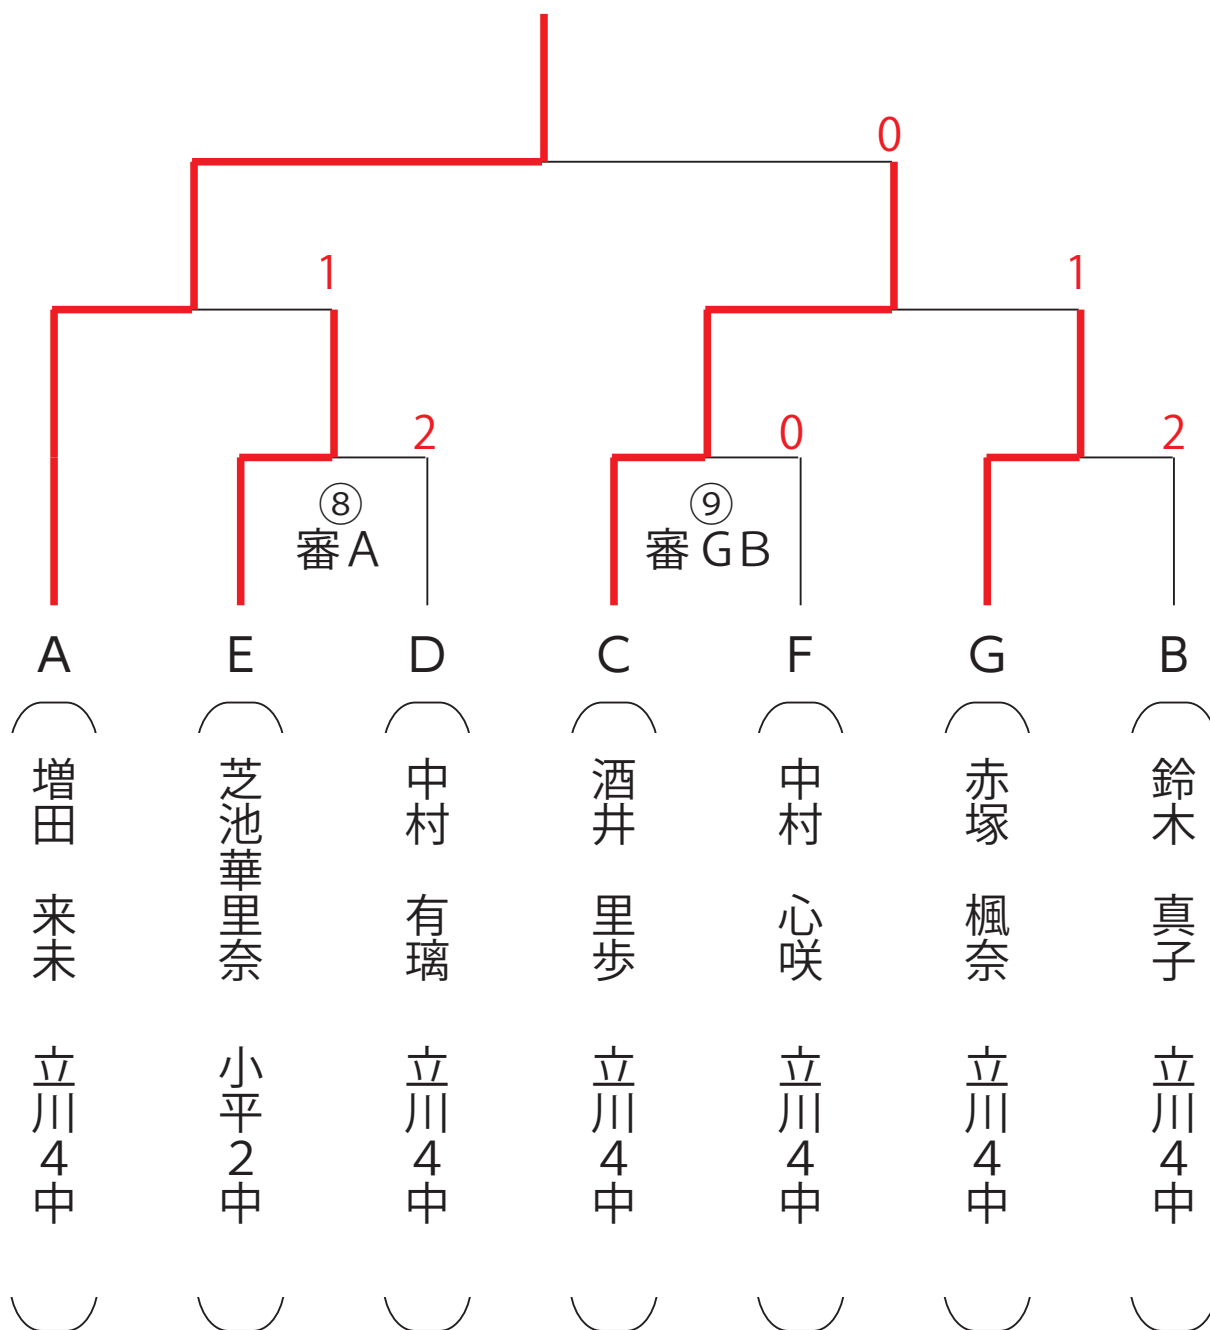 0
1
1
2
0
2
⑧
審A
⑨
審GB
A
E
D
C
F
G
B
増田 来未 立川4中
芝池華里奈 小平2中
中村 有璃 立川4中
酒井 里歩 立川4中
中村 心咲 立川4中
赤塚 楓奈 立川4中
鈴木 真子 立川4中